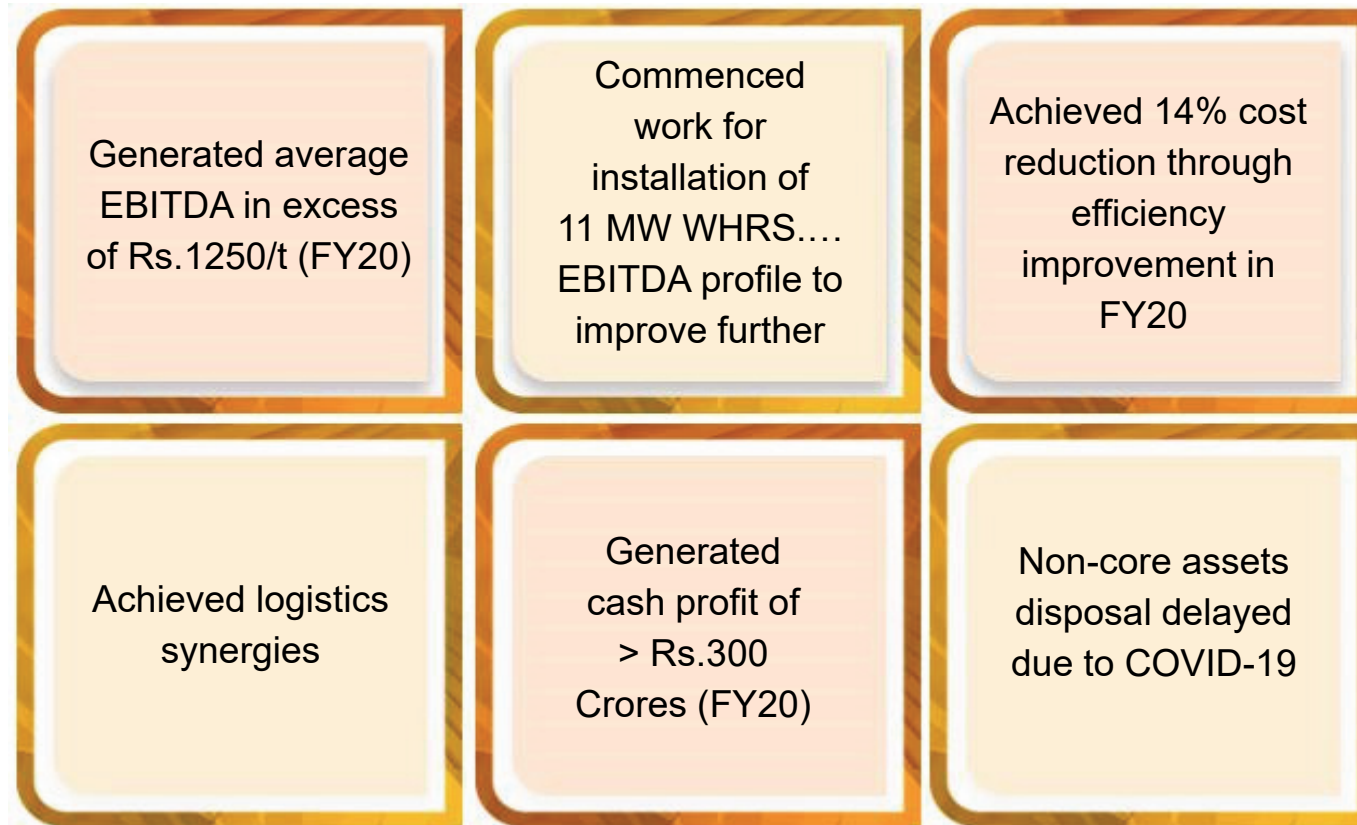 Generated average
EBITDA in excess
of Rs.1250/t (FY20)
Commenced
work for
installation of
11 MW WHRS....
EBITDA profile to
improve further
Achieved 14% cost
reduction through
efficiency
improvement in
FY20
Achieved logistics
synergies
Generated
cash profit of
> Rs.300
Crores (FY20)
Non-core assets
disposal delayed
due to COVID-19